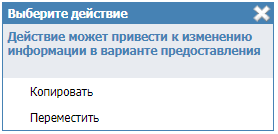 Выберите действие
Действие может привести к изменению
информации в варианте предоставления
Копировать
Переместить